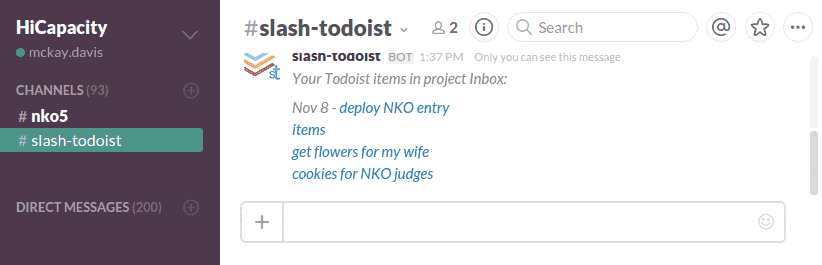 HiCapacity
mckay.davis
CHANNELS (93)
# nko5
# slash-todoist
DIRECT MESSAGES (200)
#slash-todoist
2
Search
slash-todoist BOT 1:37 PM Only you can see this message
st
Your Todoist items in project Inbox:
Nov 8 - deploy NKO entry
items
get flowers for my wife
cookies for NKO judges